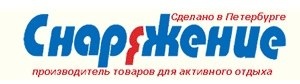 Сделано в Петербурге
Снаряжение
производитель товаров для активного отдыха